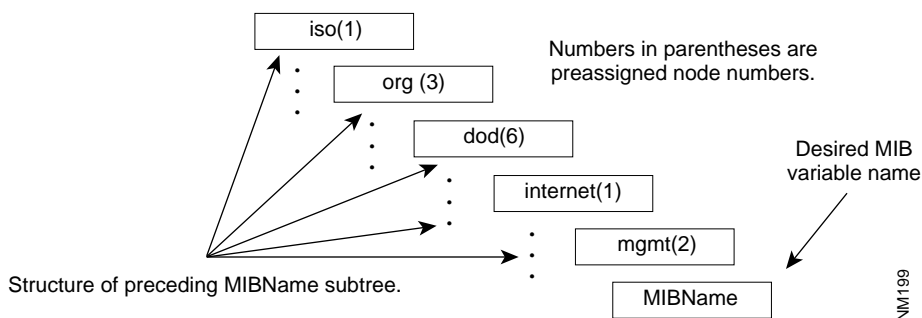 iso(1)
Numbers in parentheses are
preassigned node numbers.
org (3)
dod(6)
Desired MIB
variable name
internet(1)
mgmt(2)
Structure of preceding MIBName subtree.
MIBName
NM199